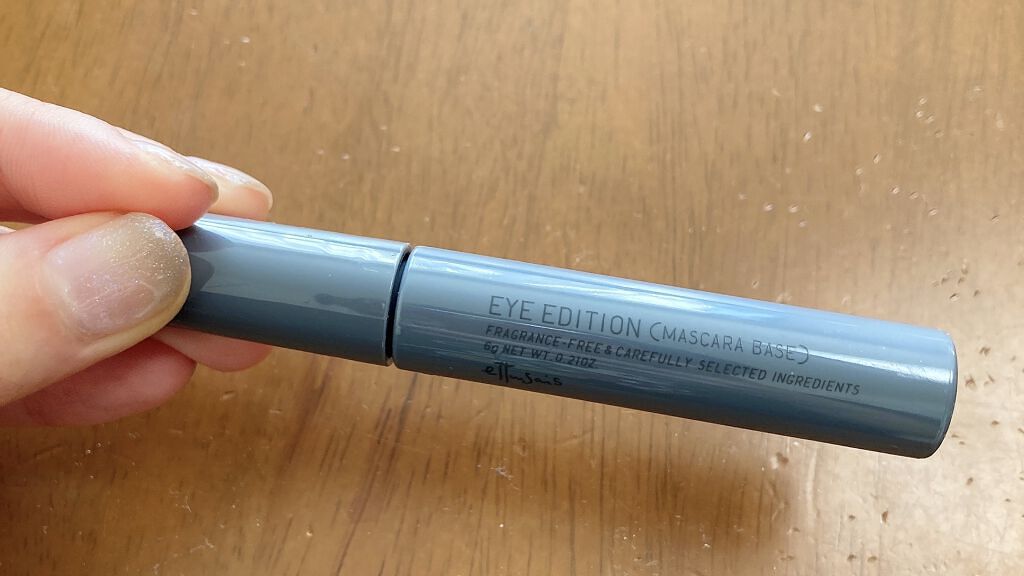 EYE EDITION (MASCARA BASE)
FRAGRANCE-FREE & CAREFULLY SELECTED INGREDIENTS
6g NET WT. 0.21OZ.
ettusais